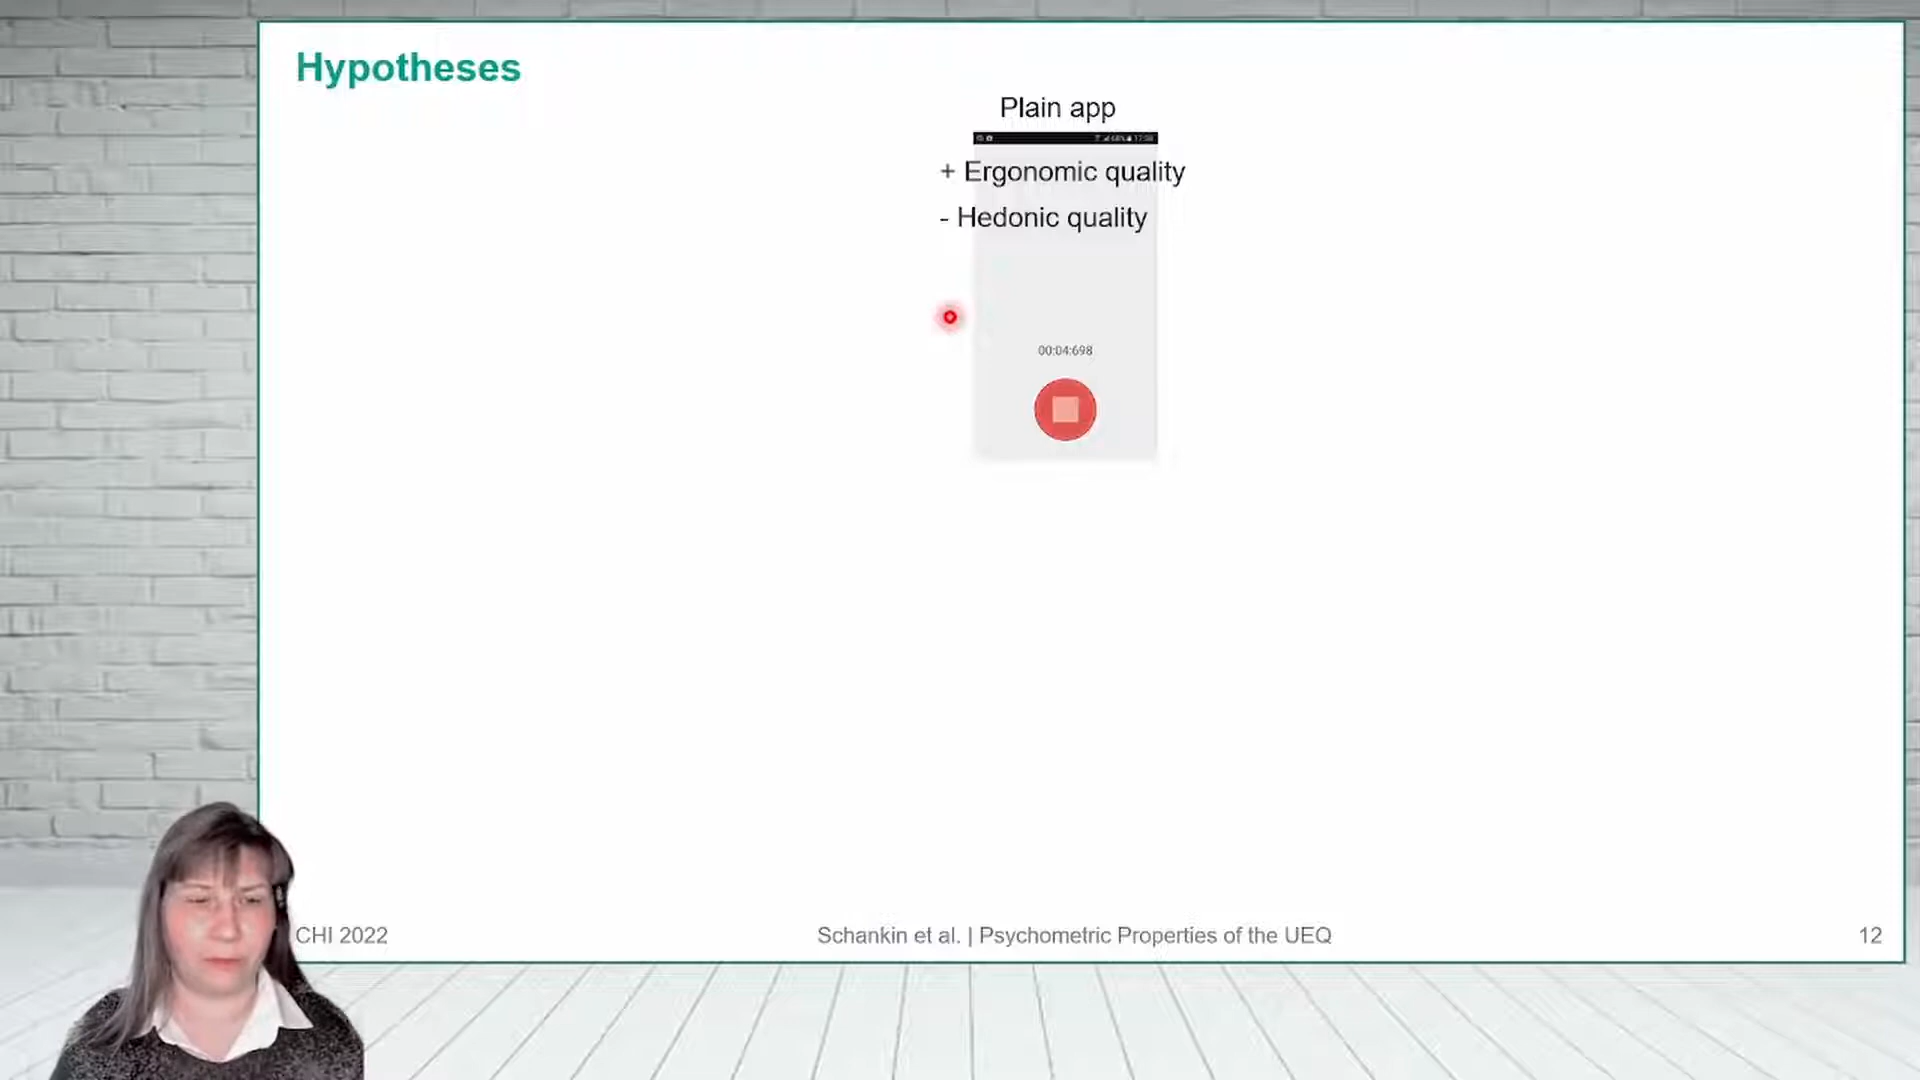 Hypotheses
Plain app
+ Ergonomic quality
- Hedonic quality
00:04:698
CHI 2022
Schankin et al. | Psychometric Properties of the UEQ
12